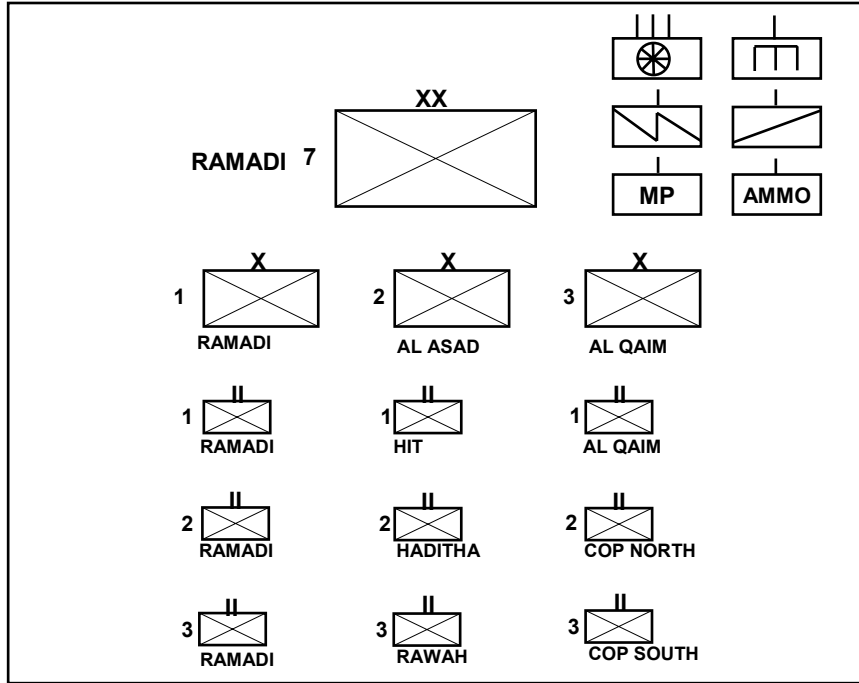 XX
RAMADI 7
MP AMMO
X X X
1 2 3
RAMADI AL ASAD AL QAIM
II II II
1 1 1
RAMADI HIT AL QAIM
II II II
2 2 2
RAMADI HADITHA COP NORTH
II II II
3 3 3
RAMADI RAWAH COP SOUTH